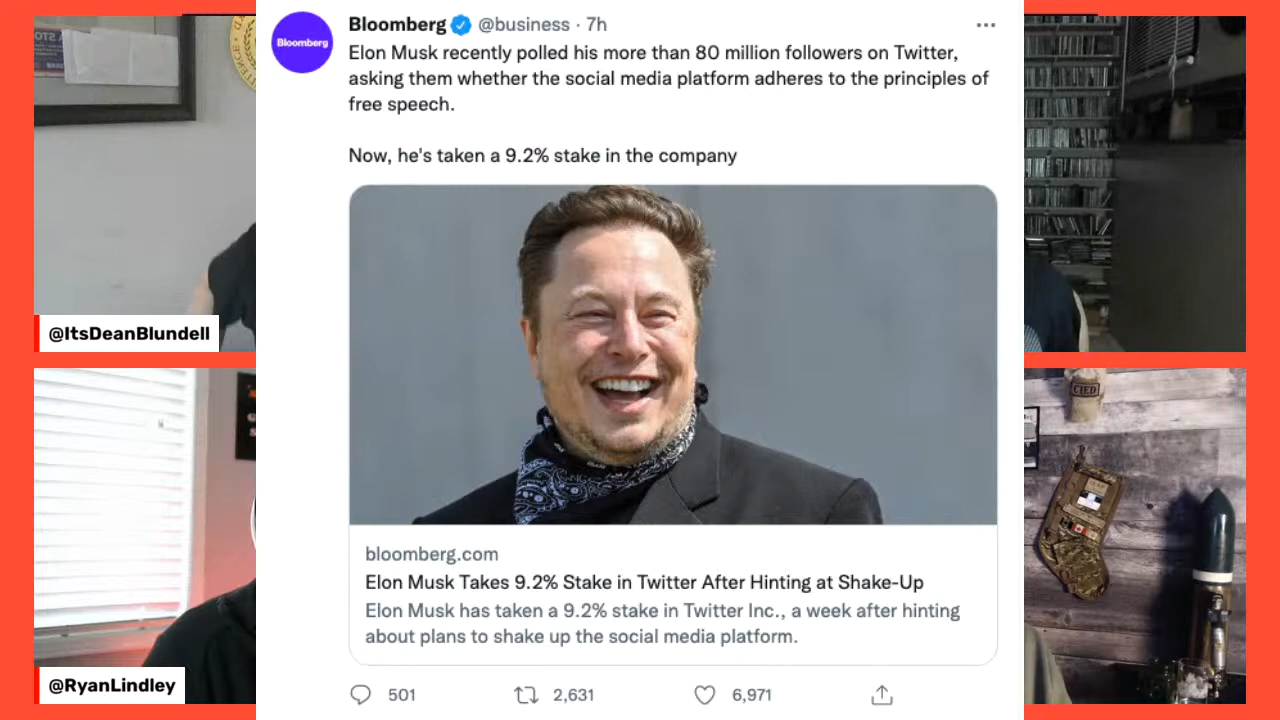 Bloomberg @business · 7h
Bloomberg
Elon Musk recently polled his more than 80 million followers on Twitter,
asking them whether the social media platform adheres to the principles of
free speech.
Now, he's taken a 9.2% stake in the company
bloomberg.com
Elon Musk Takes 9.2% Stake in Twitter After Hinting at Shake-Up
Elon Musk has taken a 9.2% stake in Twitter Inc., a week after hinting
about plans to shake up the social media platform.
501 2,631 6,971
@ItsDeanBlundell
@RyanLindley
CIED